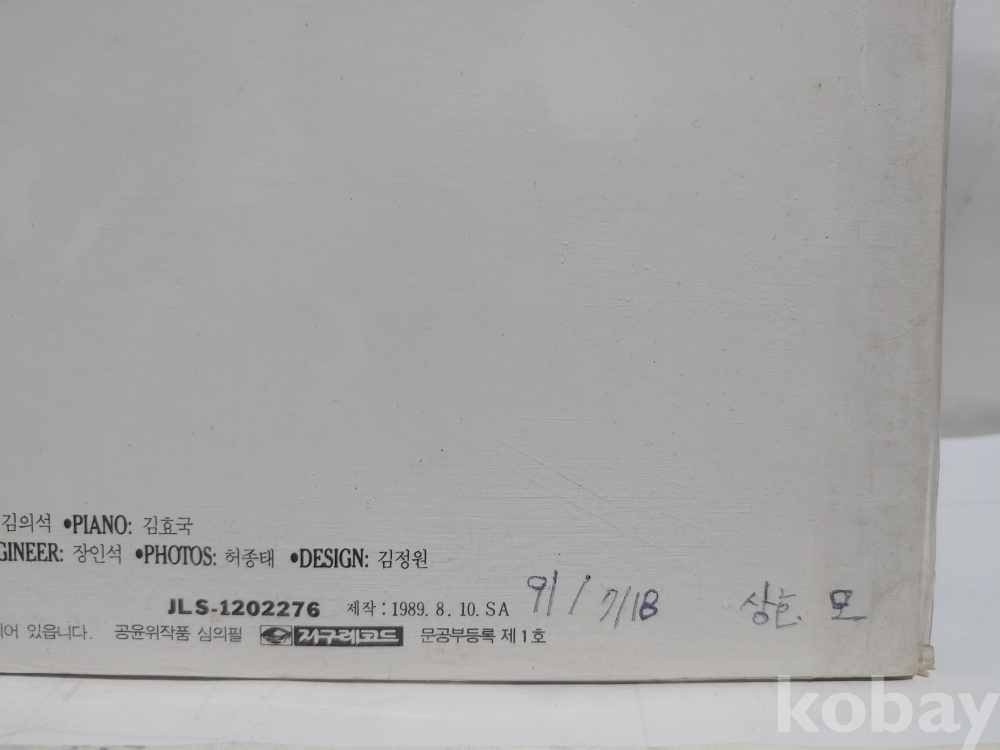 김의석 •PIANO: 김효국
GINEER: 장인석 •PHOTOS: 허종태 •DESIGN: 김정원
JLS-1202276 제작 : 1989. 8. 10. SA 91 / 7/18 상흔. 모
어 있읍니다. 공윤위작품 심의필 지구레코드 문공부등록 제 1 호
kobay